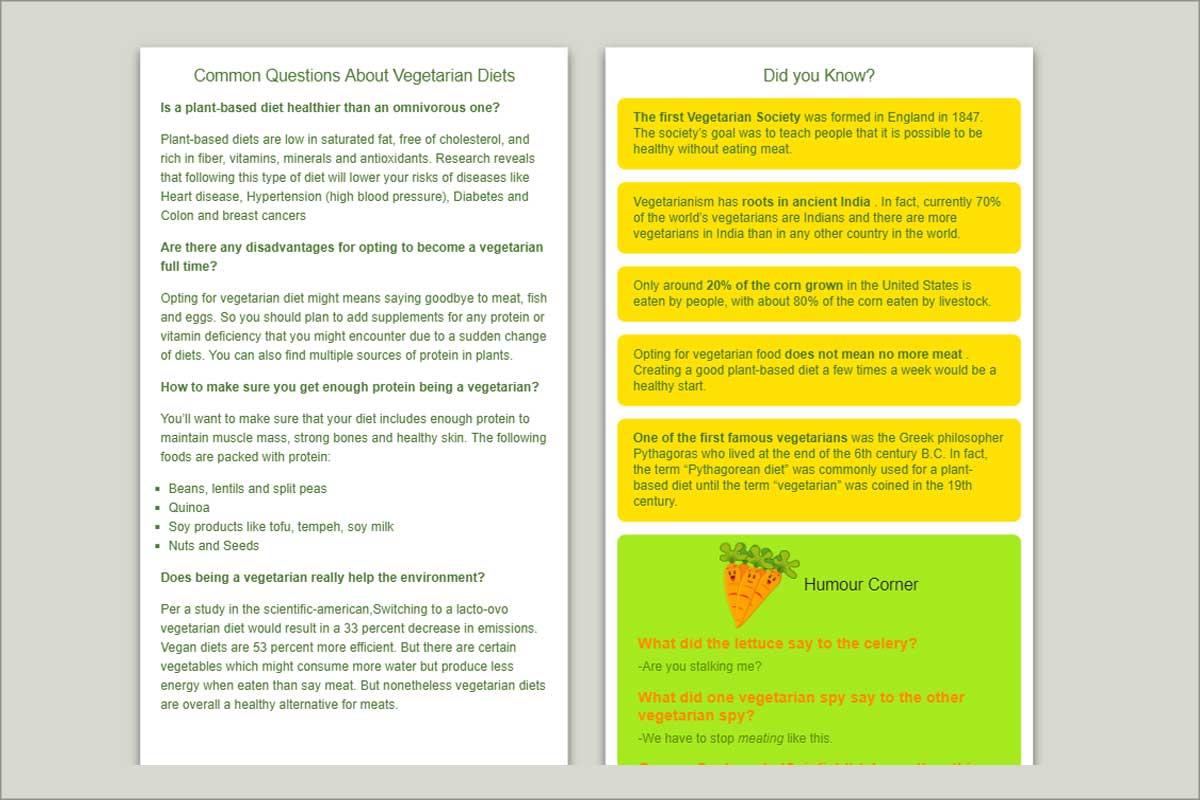 Common Questions About Vegetarian Diets
Is a plant-based diet healthier than an omnivorous one?
Plant-based diets are low in saturated fat, free of cholesterol, and
rich in fiber, vitamins, minerals and antioxidants. Research reveals
that following this type of diet will lower your risks of diseases like
Heart disease, Hypertension (high blood pressure), Diabetes and
Colon and breast cancers
Are there any disadvantages for opting to become a vegetarian
full time?
Opting for vegetarian diet might means saying goodbye to meat, fish
and eggs. So you should plan to add supplements for any protein or
vitamin deficiency that you might encounter due to a sudden change
of diets. You can also find multiple sources of protein in plants.
How to make sure you get enough protein being a vegetarian?
You’ll want to make sure that your diet includes enough protein to
maintain muscle mass, strong bones and healthy skin. The following
foods are packed with protein:
▪ Beans, lentils and split peas
▪ Quinoa
▪ Soy products like tofu, tempeh, soy milk
▪ Nuts and Seeds
Does being a vegetarian really help the environment?
Per a study in the scientific-american,Switching to a lacto-ovo
vegetarian diet would result in a 33 percent decrease in emissions.
Vegan diets are 53 percent more efficient. But there are certain
vegetables which might consume more water but produce less
energy when eaten than say meat. But nonetheless vegetarian diets
are overall a healthy alternative for meats.
Did you Know?
The first Vegetarian Society was formed in England in 1847.
The society’s goal was to teach people that it is possible to be
healthy without eating meat.
Vegetarianism has roots in ancient India . In fact, currently 70%
of the world’s vegetarians are Indians and there are more
vegetarians in India than in any other country in the world.
Only around 20% of the corn grown in the United States is
eaten by people, with about 80% of the corn eaten by livestock.
Opting for vegetarian food does not mean no more meat .
Creating a good plant-based diet a few times a week would be a
healthy start.
One of the first famous vegetarians was the Greek philosopher
Pythagoras who lived at the end of the 6th century B.C. In fact,
the term “Pythagorean diet” was commonly used for a plant-
based diet until the term “vegetarian” was coined in the 19th
century.
Humour Corner
What did the lettuce say to the celery?
-Are you stalking me?
What did one vegetarian spy say to the other
vegetarian spy?
-We have to stop meating like this.